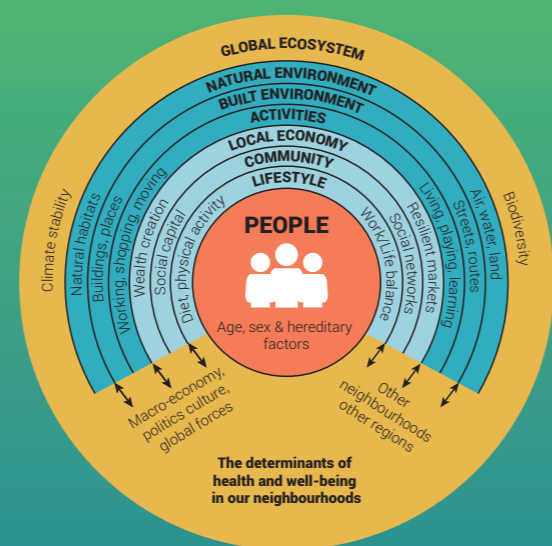 GLOBAL ECOSYSTEM
NATURAL ENVIRONMENT
BUILT ENVIRONMENT
ACTIVITIES
LOCAL ECONOMY
COMMUNITY
LIFESTYLE
Climate stability
Natural habitats
Buildings, places
Working, shopping, moving
Wealth creation
Social capital
Diet, physical activity
PEOPLE
Age, sex & hereditary
factors
Work/Life balance
Social networks
Resilient markets
Living, playing, learning
Streets, routes
Air, water, land
Biodiversity
Macro-economy,
politics culture,
global forces
Other
neighbourhoods
other regions
The determinants of
health and well-being
in our neighbourhoods